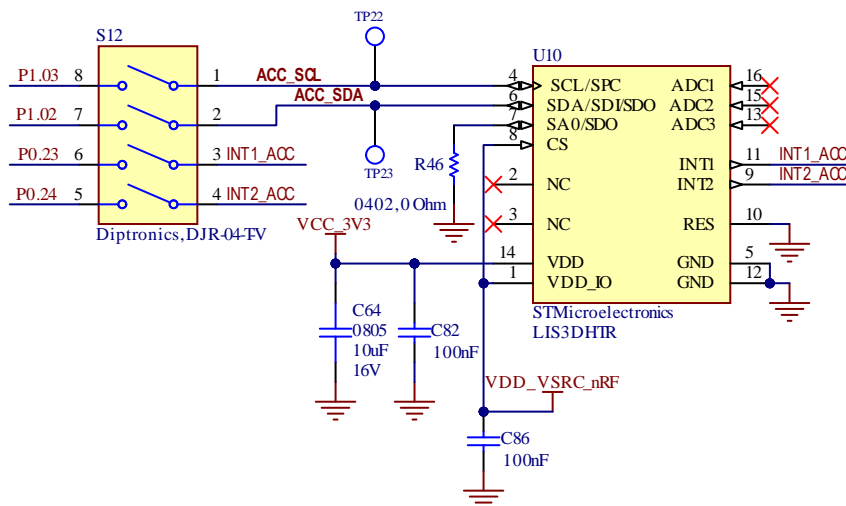 TP22
S12
U10
P1.03 8 1 ACC_SCL 4 SCL/SPC ADC1 16
ACC_SDA 6 SDA/SDI/SDO ADC2 15
P1.02 7 2 7 SA0/SDO ADC3 13
8 CS
P0.23 6 3 INT1_ACC TP23 R46 INT1 11 INT1_ACC
2 NC INT2 9 INT2_ACC
P0.24 5 4 INT2_ACC 0402,0 Ohm
3 NC RES 10
Diptronics,DJR-04-T-V
VCC_3V3
14 VDD GND 5
1 VDD_IO GND 12
C64
0805
10uF
16V
C82
100nF
STMicroelectronics
LIS3DHTR
VDD_VSRC_nRF
C86
100nF